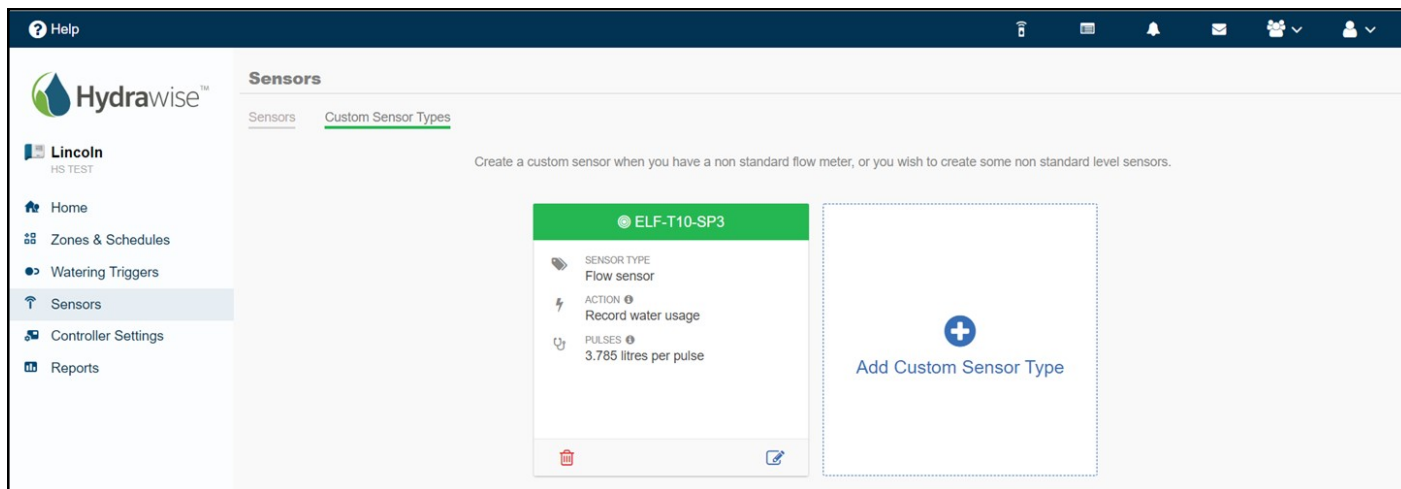 Help
Hydrawise™
Lincoln
HS TEST
Home
Zones & Schedules
Watering Triggers
Sensors
Controller Settings
Reports
Sensors
Sensors
Custom Sensor Types
Create a custom sensor when you have a non standard flow meter, or you wish to create some non standard level sensors.
ELF-T10-SP3
SENSOR TYPE
Flow sensor
ACTION
Record water usage
PULSES
3.785 litres per pulse
Add Custom Sensor Type